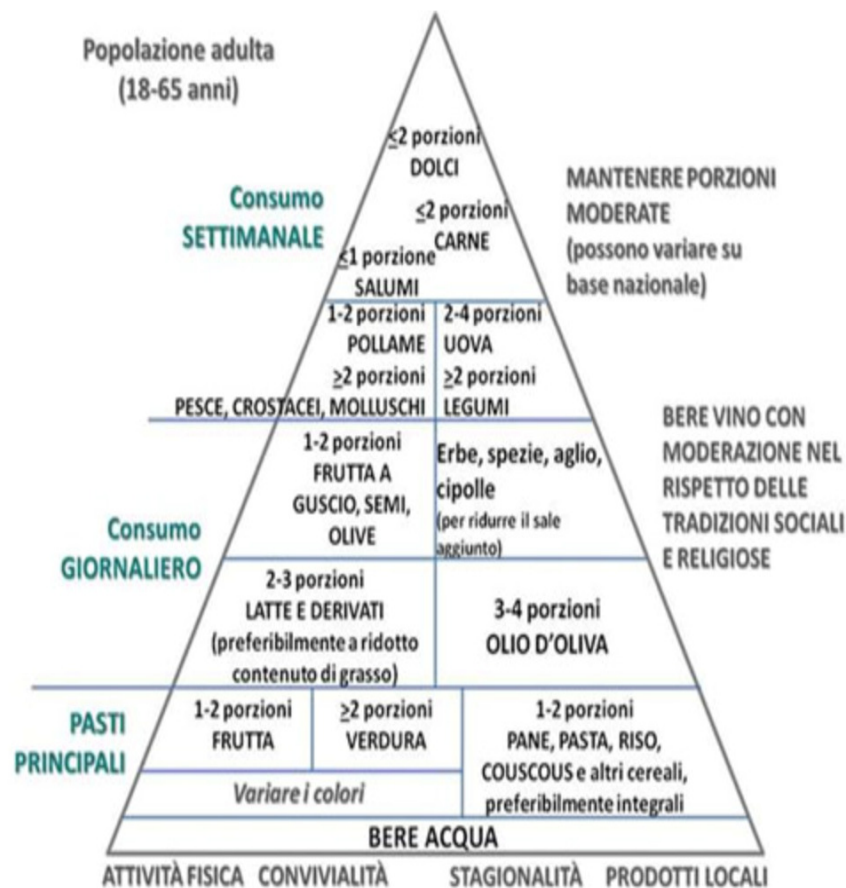 Popolazione adulta
(18-65 anni)
≤2 porzioni
DOLCI
Consumo
SETTIMANALE
≤2 porzioni
CARNE
≤1 porzione
SALUMI
MANTENERE PORZIONI
MODERATE
(possono variare su
base nazionale)
1-2 porzioni
POLLAME
2-4 porzioni
UOVA
≥2 porzioni
PESCE, CROSTACEI, MOLLUSCHI
≥2 porzioni
LEGUMI
BERE VINO CON
MODERAZIONE NEL
RISPETTO DELLE
TRADIZIONI SOCIALI
E RELIGIOSE
Consumo
GIORNALIERO
1-2 porzioni
FRUTTA A
GUSCIO, SEMI,
OLIVE
Erbe, spezie, aglio,
cipolle
(per ridurre il sale
aggiunto)
2-3 porzioni
LATTE E DERIVATI
(preferibilmente a ridotto
contenuto di grasso)
3-4 porzioni
OLIO D'OLIVA
PASTI
PRINCIPALI
1-2 porzioni
FRUTTA
≥2 porzioni
VERDURA
Variare i colori
1-2 porzioni
PANE, PASTA, RISO,
COUSCOUS e altri cereali,
preferibilmente integrali
BERE ACQUA
ATTIVITÀ FISICA CONVIVIALITÀ STAGIONALITÀ PRODOTTI LOCALI